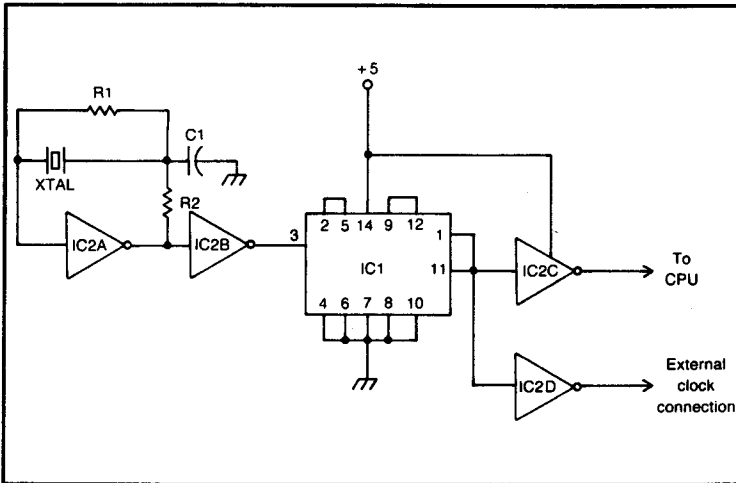 +5
R1
C1
XTAL
R2
2 5 14 9 12
IC2A
IC2B
3
1
IC1
11
IC2C
To
CPU
4 6 7 8 10
IC2D
External
clock
connection